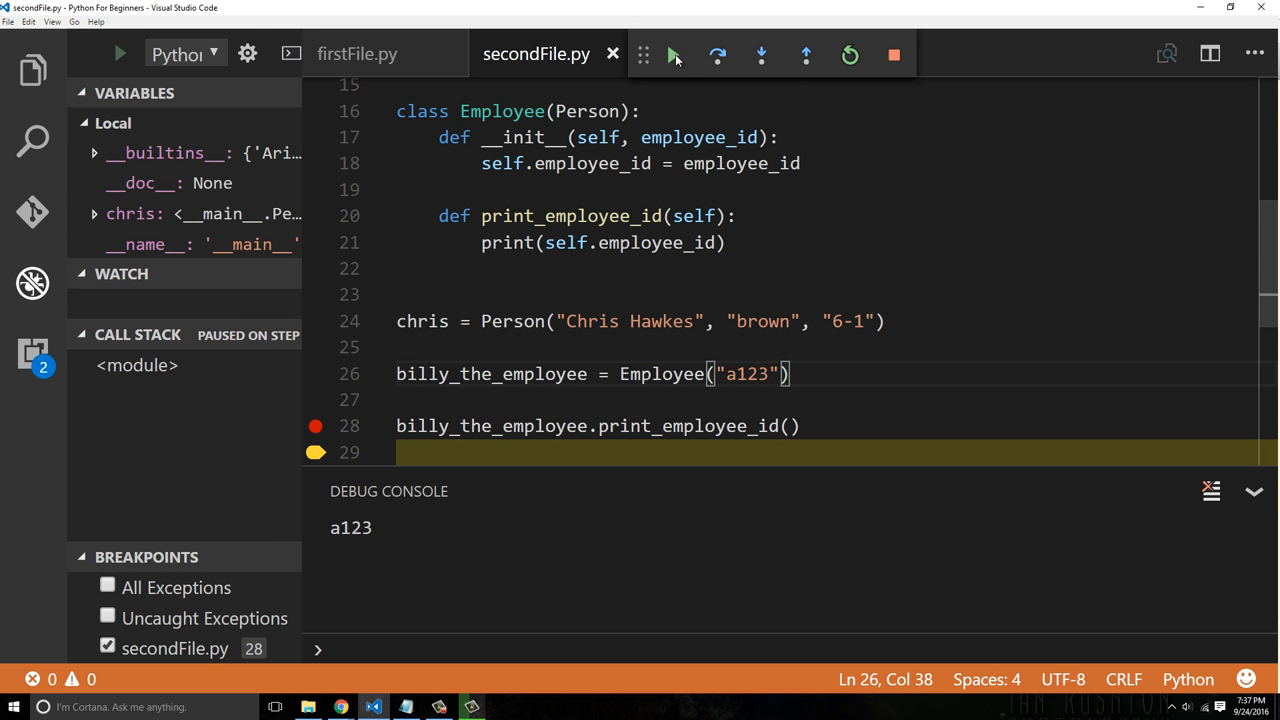 secondFile.py - Python For Beginners - Visual Studio Code
File Edit View Go Help
Python
firstFile.py
secondFile.py
VARIABLES
Local
__builtins__: {'Ari…
__doc__: None
chris: <__main__.Pe…
__name__: '__main__'
WATCH
CALL STACK PAUSED ON STEP
<module>
BREAKPOINTS
All Exceptions
Uncaught Exceptions
secondFile.py 28
2
15
16 class Employee(Person):
17 def __init__(self, employee_id):
18 self.employee_id = employee_id
19
20 def print_employee_id(self):
21 print(self.employee_id)
22
23
24 chris = Person("Chris Hawkes", "brown", "6-1")
25
26 billy_the_employee = Employee("a123")
27
28 billy_the_employee.print_employee_id()
29
DEBUG CONSOLE
a123
0 0
Ln 26, Col 38 Spaces: 4 UTF-8 CRLF Python
I'm Cortana. Ask me anything.
7:37 PM
9/24/2016